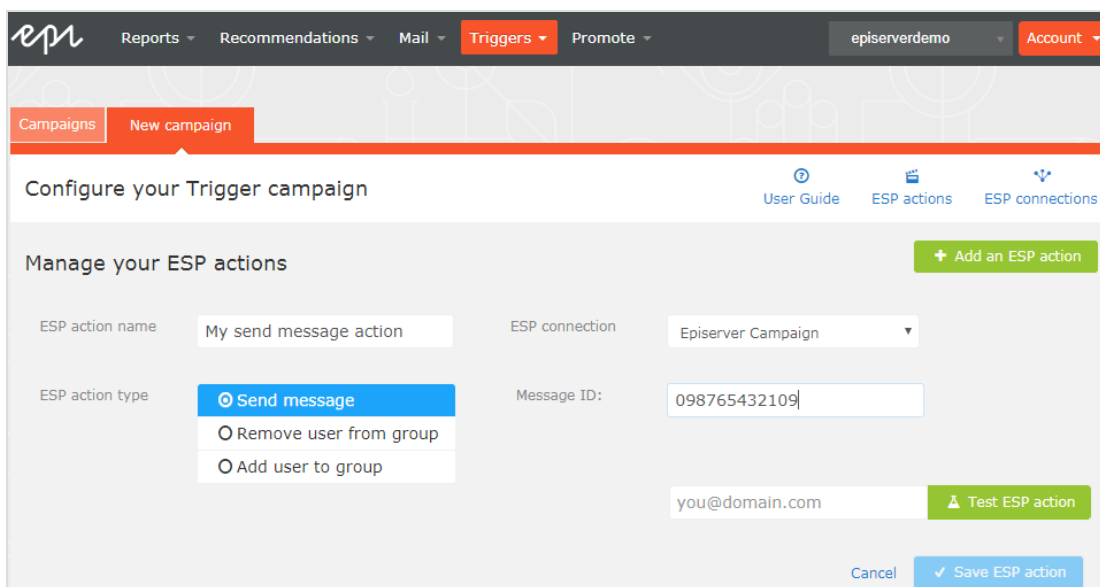 epi Reports Recommendations Mail Triggers Promote episerverdemo Account
Campaigns New campaign
Configure your Trigger campaign
User Guide ESP actions ESP connections
Manage your ESP actions
Add an ESP action
ESP action name My send message action ESP connection Episerver Campaign
ESP action type Send message Message ID: 098765432109
Remove user from group
Add user to group
you@domain.com Test ESP action
Cancel Save ESP action